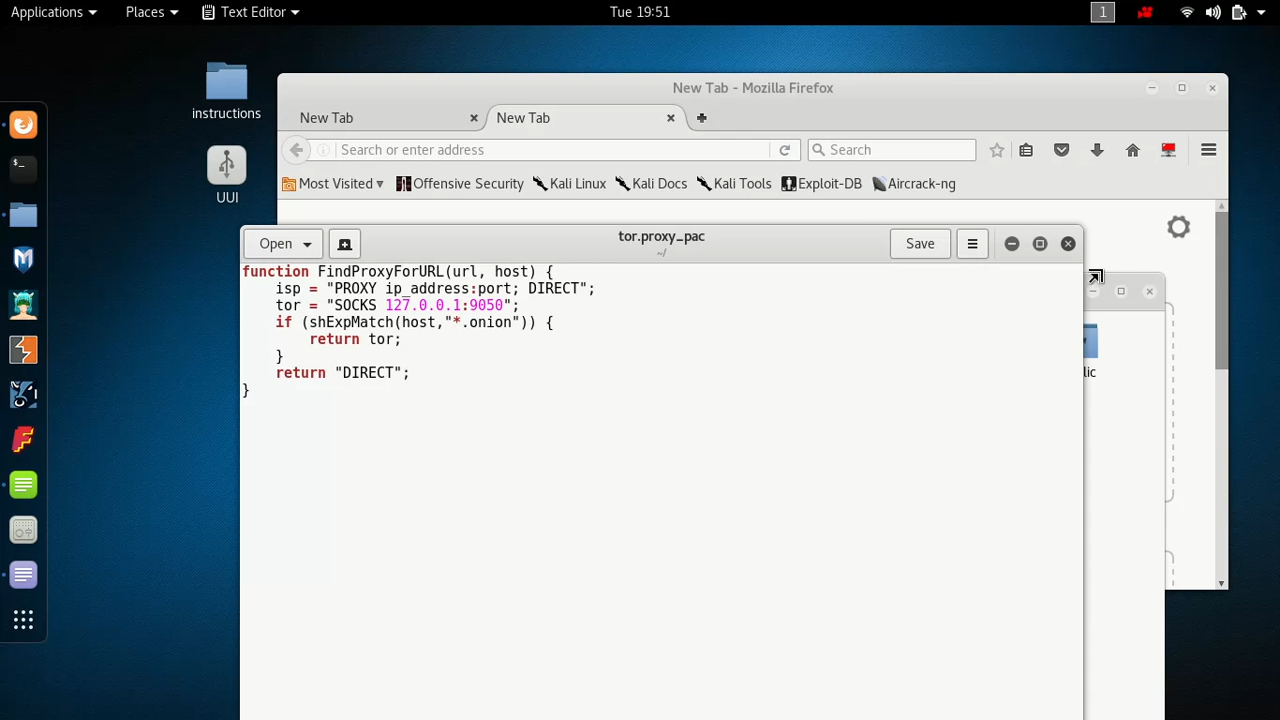 Applications Places Text Editor Tue 19:51 1
instructions
UUI
New Tab - Mozilla Firefox
New Tab New Tab
Search or enter address Search
Most Visited Offensive Security Kali Linux Kali Docs Kali Tools Exploit-DB Aircrack-ng
Open tor.proxy_pac Save
~/
function FindProxyForURL(url, host) {
    isp = "PROXY ip_address:port; DIRECT";
    tor = "SOCKS 127.0.0.1:9050";
    if (shExpMatch(host,"*.onion")) {
        return tor;
    }
    return "DIRECT";
}
lic